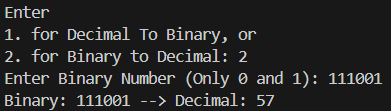 Enter
1. for Decimal To Binary, or
2. for Binary to Decimal: 2
Enter Binary Number (Only 0 and 1): 111001
Binary: 111001 --> Decimal: 57